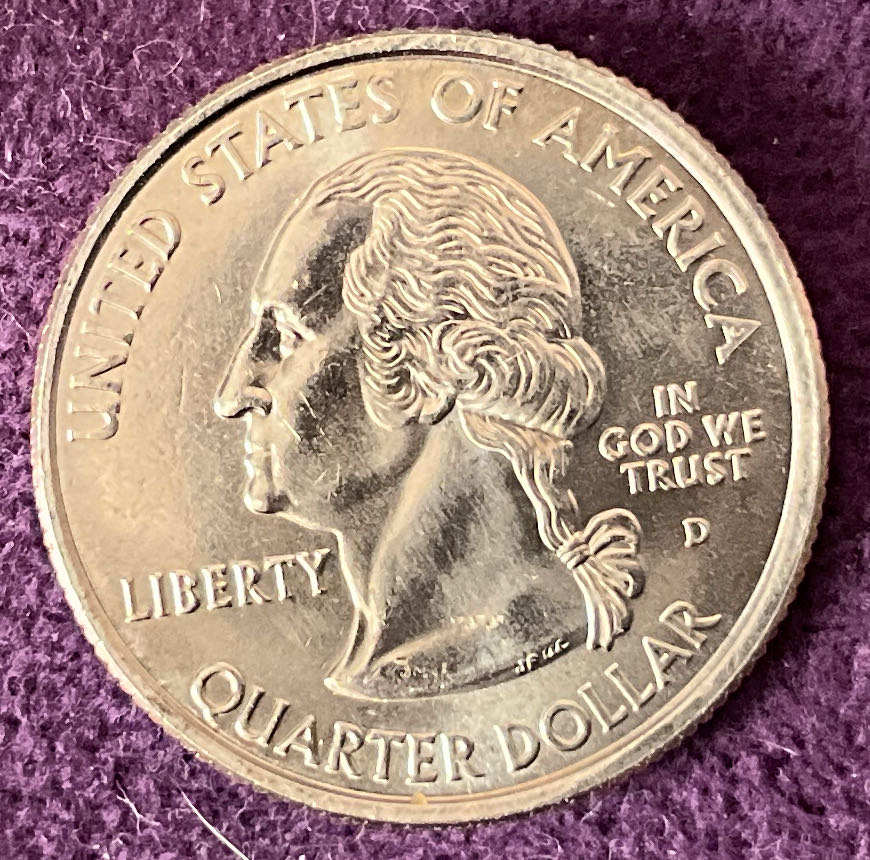 UNITED STATES OF AMERICA
IN
GOD WE
TRUST
D
LIBERTY
QUARTER DOLLAR